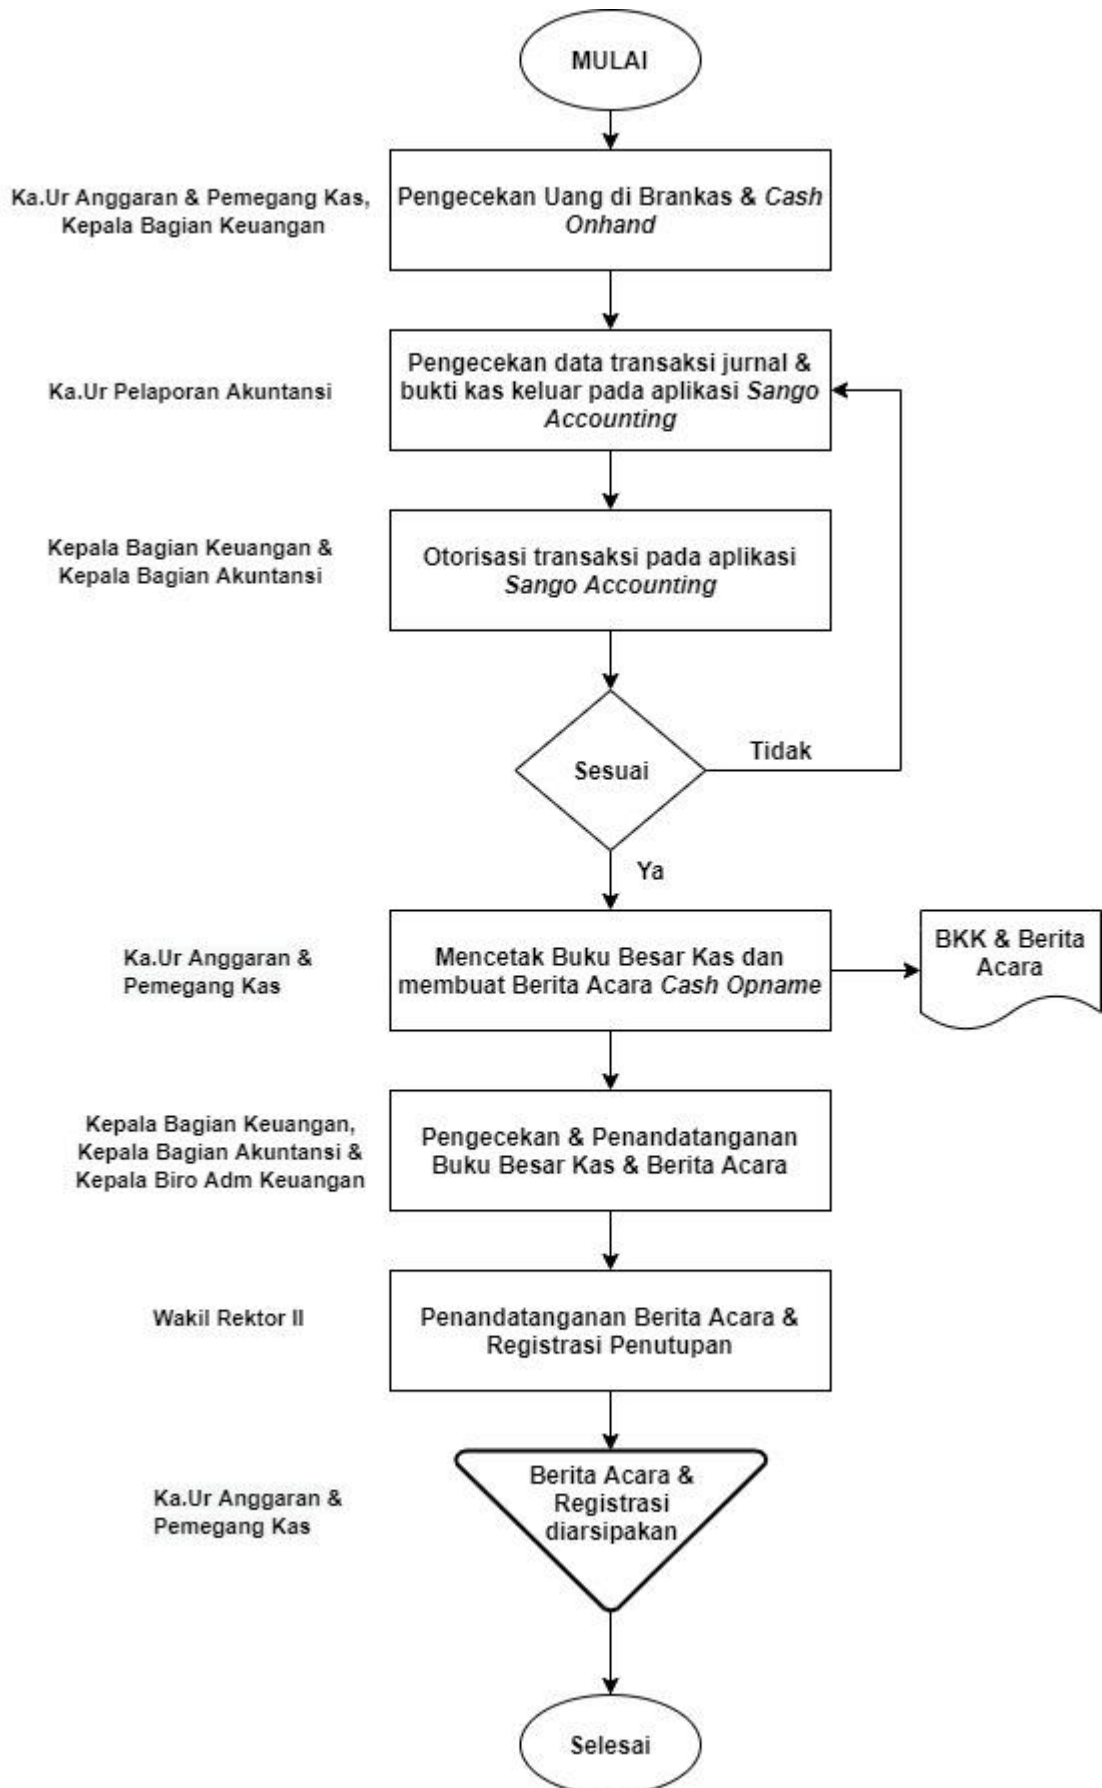 MULAI
Ka.Ur Anggaran & Pemegang Kas,
Kepala Bagian Keuangan
Pengecekan Uang di Brankas & Cash
Onhand
Ka.Ur Pelaporan Akuntansi
Pengecekan data transaksi jurnal &
bukti kas keluar pada aplikasi Sango
Accounting
Kepala Bagian Keuangan &
Kepala Bagian Akuntansi
Otorisasi transaksi pada aplikasi
Sango Accounting
Sesuai
Tidak
Ya
Ka.Ur Anggaran &
Pemegang Kas
Mencetak Buku Besar Kas dan
membuat Berita Acara Cash Opname
BKK & Berita
Acara
Kepala Bagian Keuangan,
Kepala Bagian Akuntansi &
Kepala Biro Adm Keuangan
Pengecekan & Penandatanganan
Buku Besar Kas & Berita Acara
Wakil Rektor II
Penandatanganan Berita Acara &
Registrasi Penutupan
Ka.Ur Anggaran &
Pemegang Kas
Berita Acara &
Registrasi
diarsipakan
Selesai